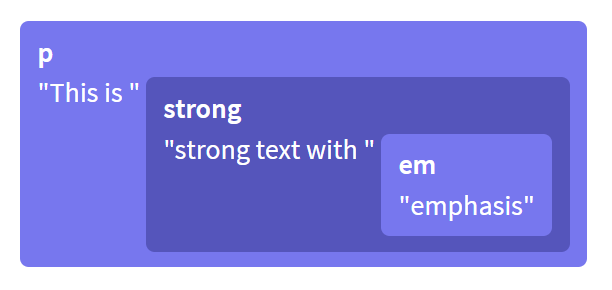 p
"This is "
strong
"strong text with "
em
"emphasis"